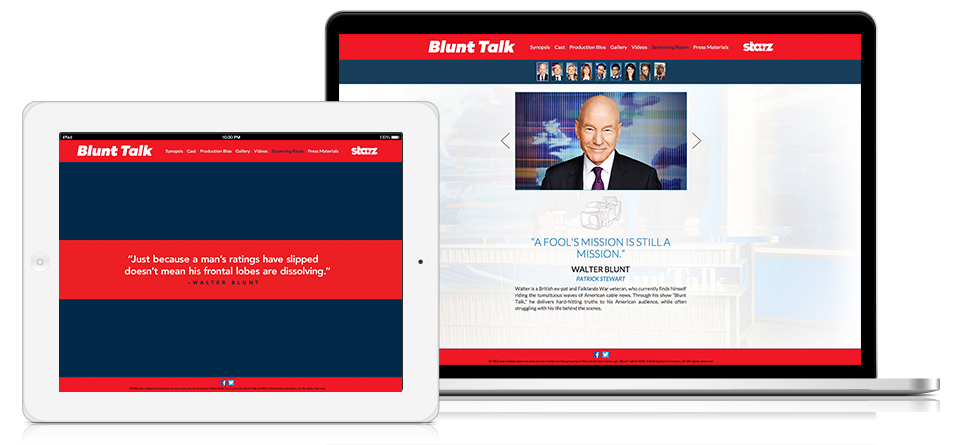 iPad 10:30 PM 100%
Blunt Talk Synopsis Cast Production Bios Gallery Videos Screening Room Press Materials starz
“Just because a man’s ratings have slipped
doesn’t mean his frontal lobes are dissolving.”
–WALTER BLUNT
Blunt Talk Synopsis Cast Production Bios Gallery Videos Screening Room Press Materials starz
“A FOOL’S MISSION IS STILL A
MISSION.”
WALTER BLUNT
PATRICK STEWART
Walter is a British ex-pat and Falklands War veteran, who currently finds himself
riding the tumultuous waves of American cable news. Through his show "Blunt
Talk," he delivers hard-hitting truths to his American audience, while often
struggling with his life behind the scenes.